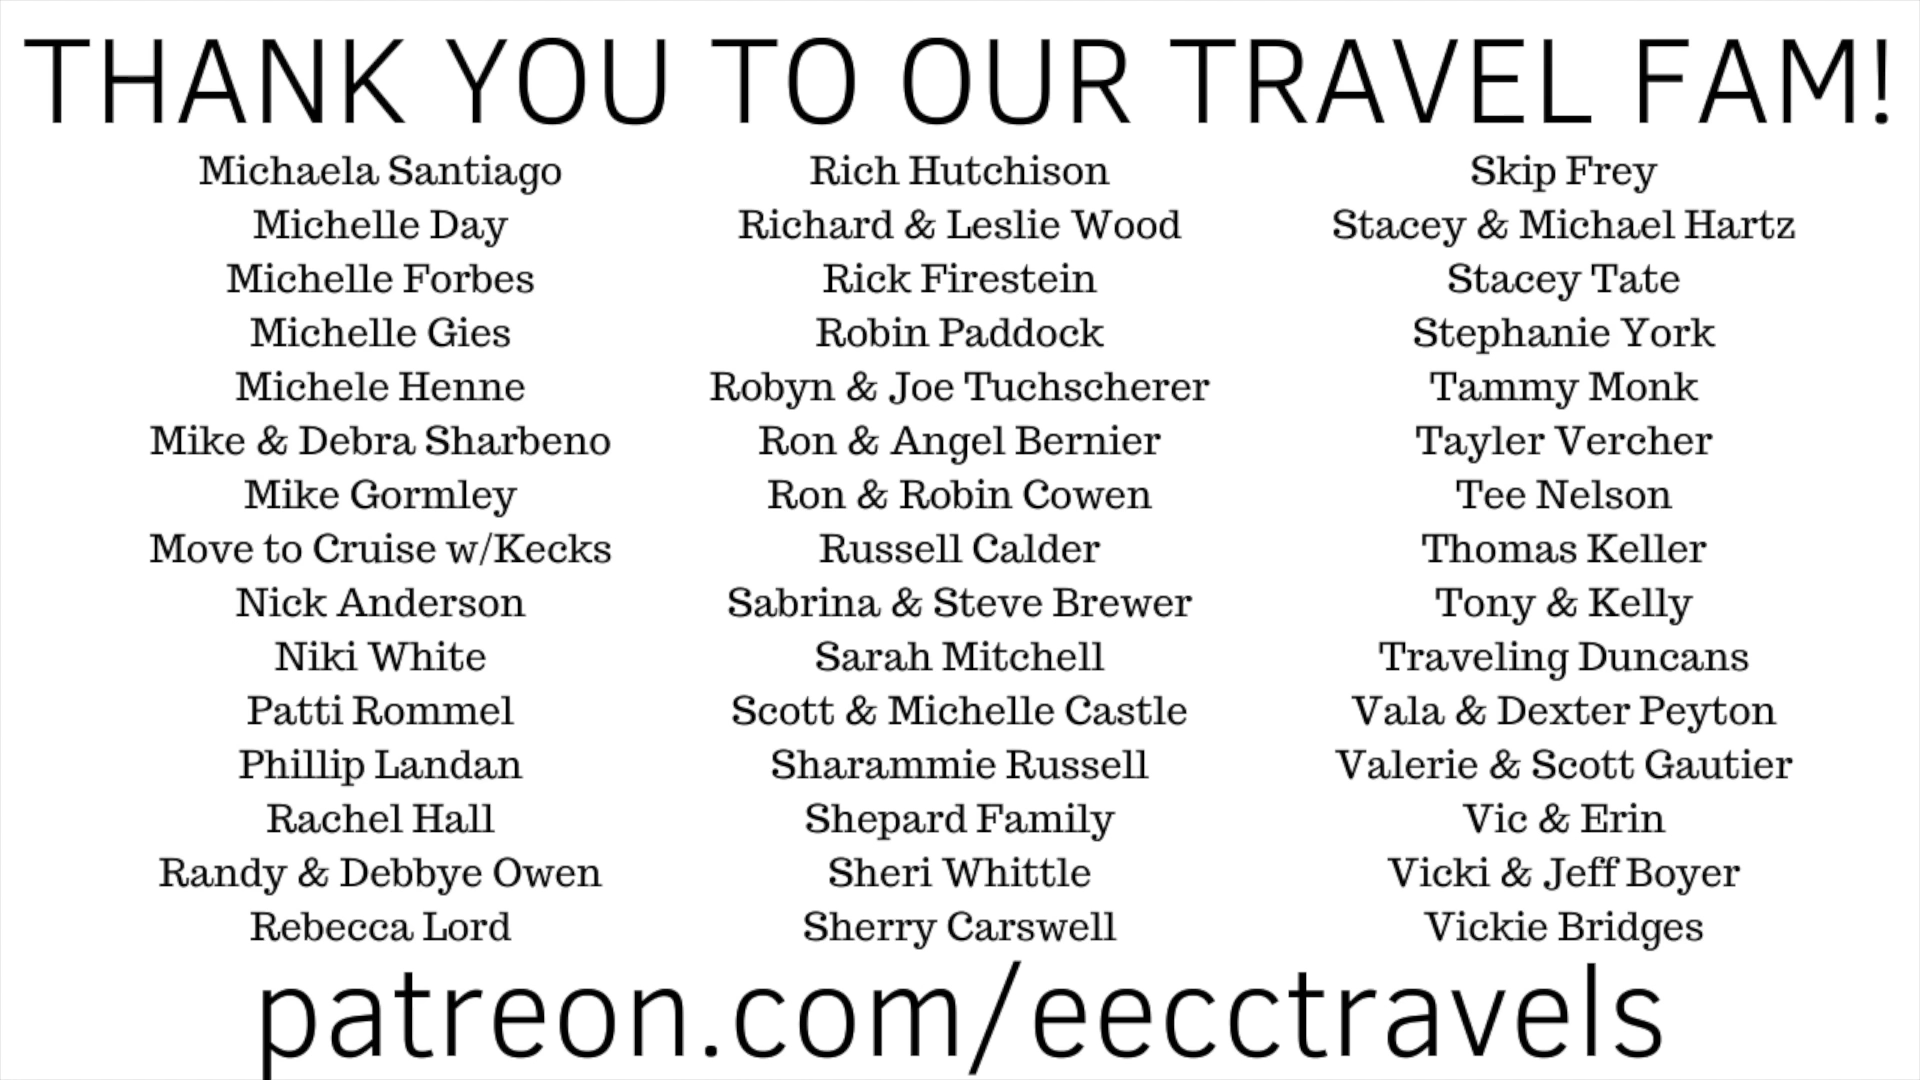 THANK YOU TO OUR TRAVEL FAM!
Michaela Santiago
Michelle Day
Michelle Forbes
Michelle Gies
Michele Henne
Mike & Debra Sharbeno
Mike Gormley
Move to Cruise w/Kecks
Nick Anderson
Niki White
Patti Rommel
Phillip Landan
Rachel Hall
Randy & Debbye Owen
Rebecca Lord
Rich Hutchison
Richard & Leslie Wood
Rick Firestein
Robin Paddock
Robyn & Joe Tuchscherer
Ron & Angel Bernier
Ron & Robin Cowen
Russell Calder
Sabrina & Steve Brewer
Sarah Mitchell
Scott & Michelle Castle
Sharammie Russell
Shepard Family
Sheri Whittle
Sherry Carswell
Skip Frey
Stacey & Michael Hartz
Stacey Tate
Stephanie York
Tammy Monk
Tayler Vercher
Tee Nelson
Thomas Keller
Tony & Kelly
Traveling Duncans
Vala & Dexter Peyton
Valerie & Scott Gautier
Vic & Erin
Vicki & Jeff Boyer
Vickie Bridges
patreon.com/eecctravels